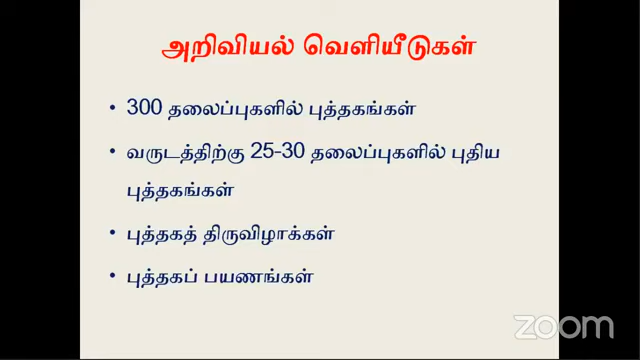 அறிவியல் வெளியீடுகள்
• 300 தலைப்புகளில் புத்தகங்கள்
• வருடத்திற்கு 25-30 தலைப்புகளில் புதிய
புத்தகங்கள்
• புத்தகத் திருவிழாக்கள்
• புத்தகப் பயணங்கள்
zoom